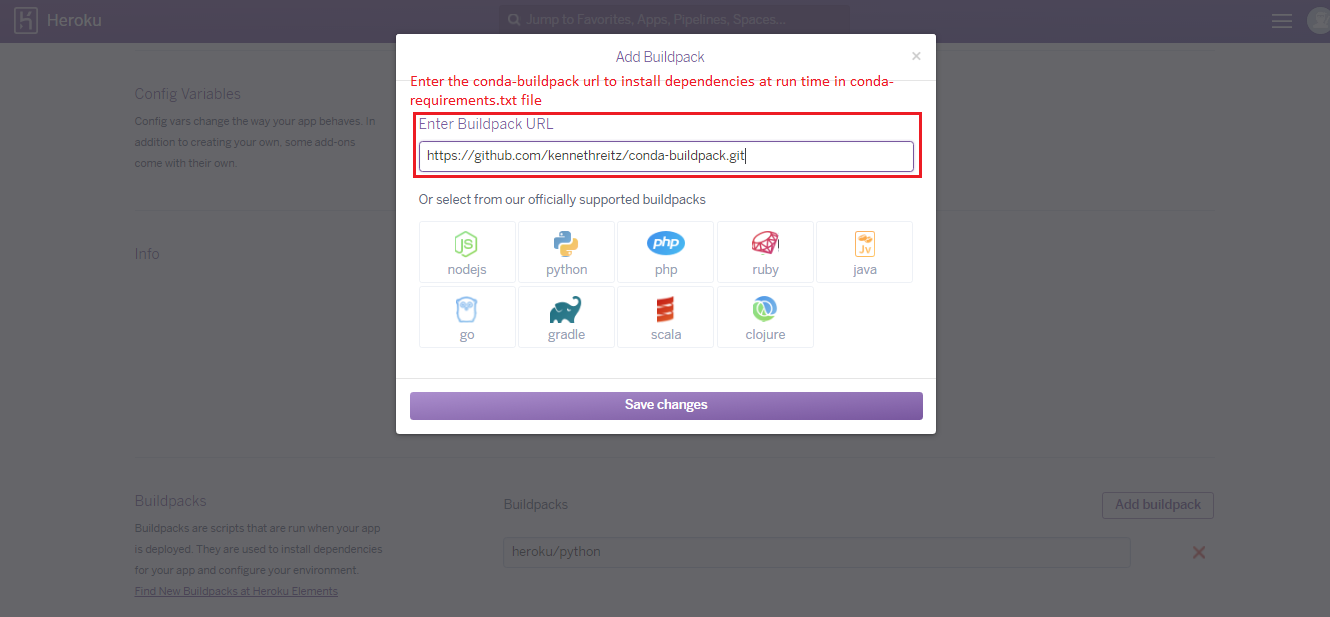 Heroku
Jump to Favorites, Apps, Pipelines, Spaces...
Add Buildpack
×
Enter the conda-buildpack url to install dependencies at run time in conda-
requirements.txt file
Enter Buildpack URL
https://github.com/kennethreitz/conda-buildpack.git
Or select from our officially supported buildpacks
JS
php
Jv
nodejs
python
php
ruby
java
go
gradle
scala
clojure
Save changes
Config Variables
Config vars change the way your app behaves. In
addition to creating your own, some add-ons
come with their own.
Info
Buildpacks
Buildpacks are scripts that are run when your app
is deployed. They are used to install dependencies
for your app and configure your environment.
Find New Buildpacks at Heroku Elements
Buildpacks
Add buildpack
heroku/python